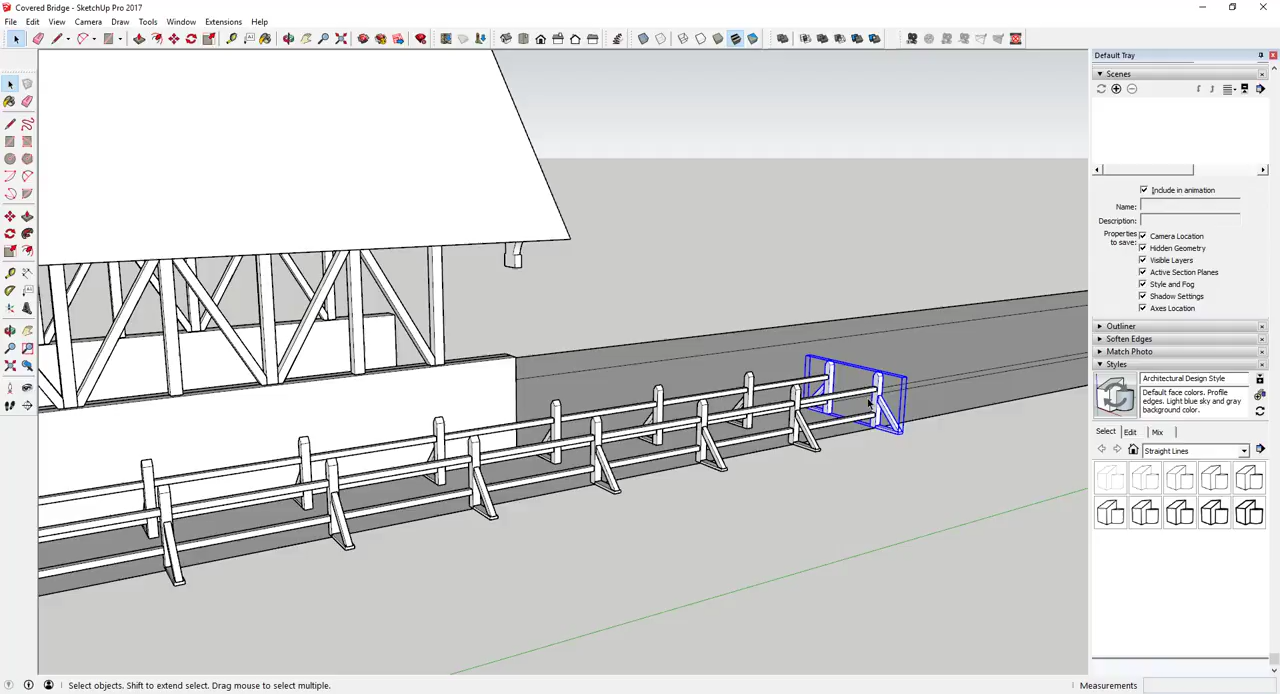 Covered Bridge - SketchUp Pro 2017
File Edit View Camera Draw Tools Window Extensions Help
Default Tray
Scenes
Include in animation
Name:
Description:
Properties to save:
Camera Location
Hidden Geometry
Visible Layers
Active Section Planes
Style and Fog
Shadow Settings
Axes Location
Outliner
Soften Edges
Match Photo
Styles
Architectural Design Style
Default face colors. Profile
edges. Light blue sky and gray
background color.
Select Edit Mix
Straight Lines
Select objects. Shift to extend select. Drag mouse to select multiple.
Measurements